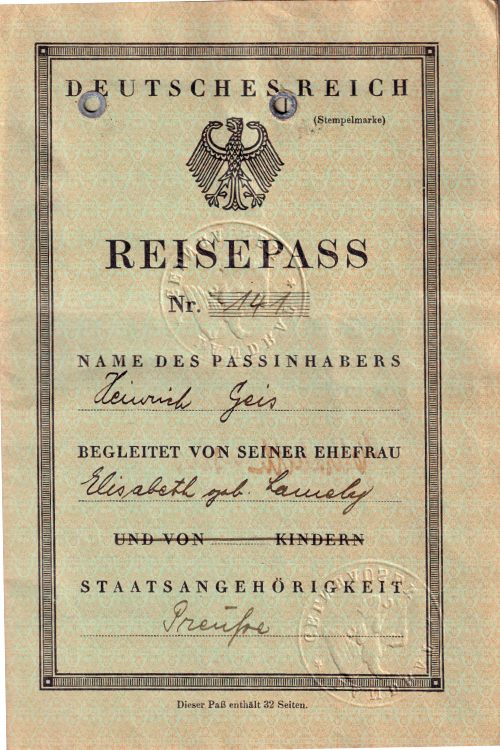 DEUTSCHES REICH
(Stempelmarke)
REISEPASS
Nr. 141
NAME DES PASSINHABERS
Heinrich Geis
BEGLEITET VON SEINER EHEFRAU
Elisabeth geb. Lamely
UND VON KINDERN
STAATSANGEHÖRIGKEIT
Preuße
Dieser Paß enthält 32 Seiten.